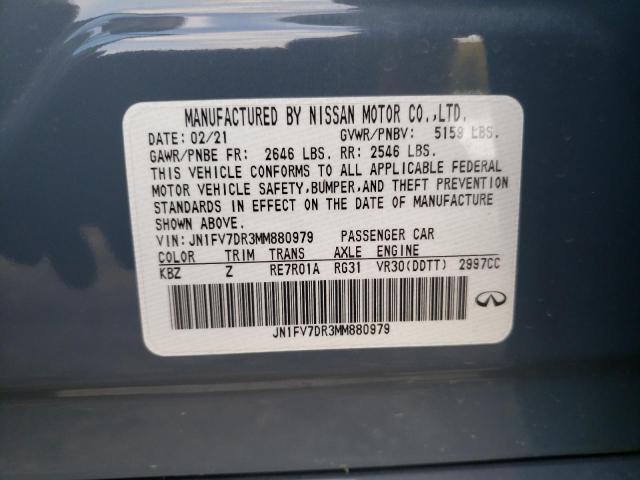 MANUFACTURED BY NISSAN MOTOR CO.,LTD.
DATE: 02/21 GVWR/PNBV: 5159 LBS.
GAWR/PNBE FR: 2646 LBS. RR: 2546 LBS.
THIS VEHICLE CONFORMS TO ALL APPLICABLE FEDERAL
MOTOR VEHICLE SAFETY,BUMPER,AND THEFT PREVENTION
STANDARDS IN EFFECT ON THE DATE OF MANUFACTURE
SHOWN ABOVE.
VIN: JN1FV7DR3MM880979 PASSENGER CAR
COLOR TRIM TRANS AXLE ENGINE
KBZ Z RE7R01A RG31 VR30(DDTT) 2997CC
JN1FV7DR3MM880979